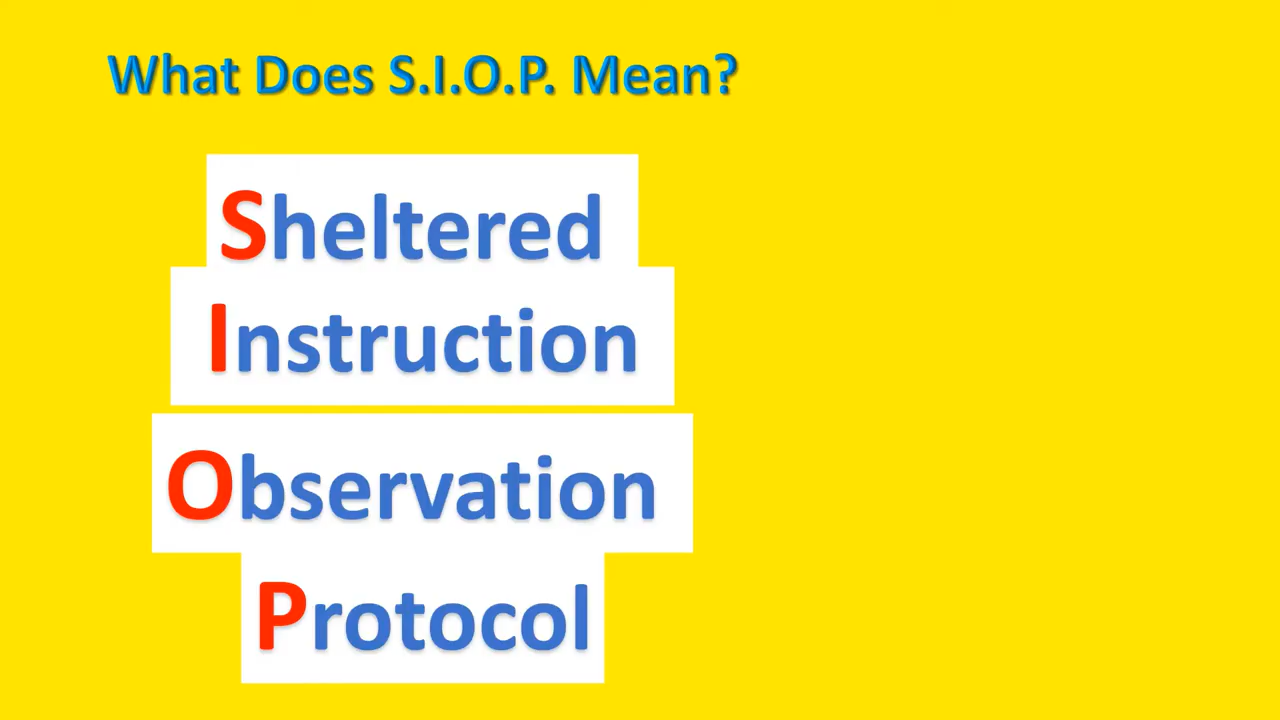 What Does S.I.O.P. Mean?
Sheltered
Instruction
Observation
Protocol